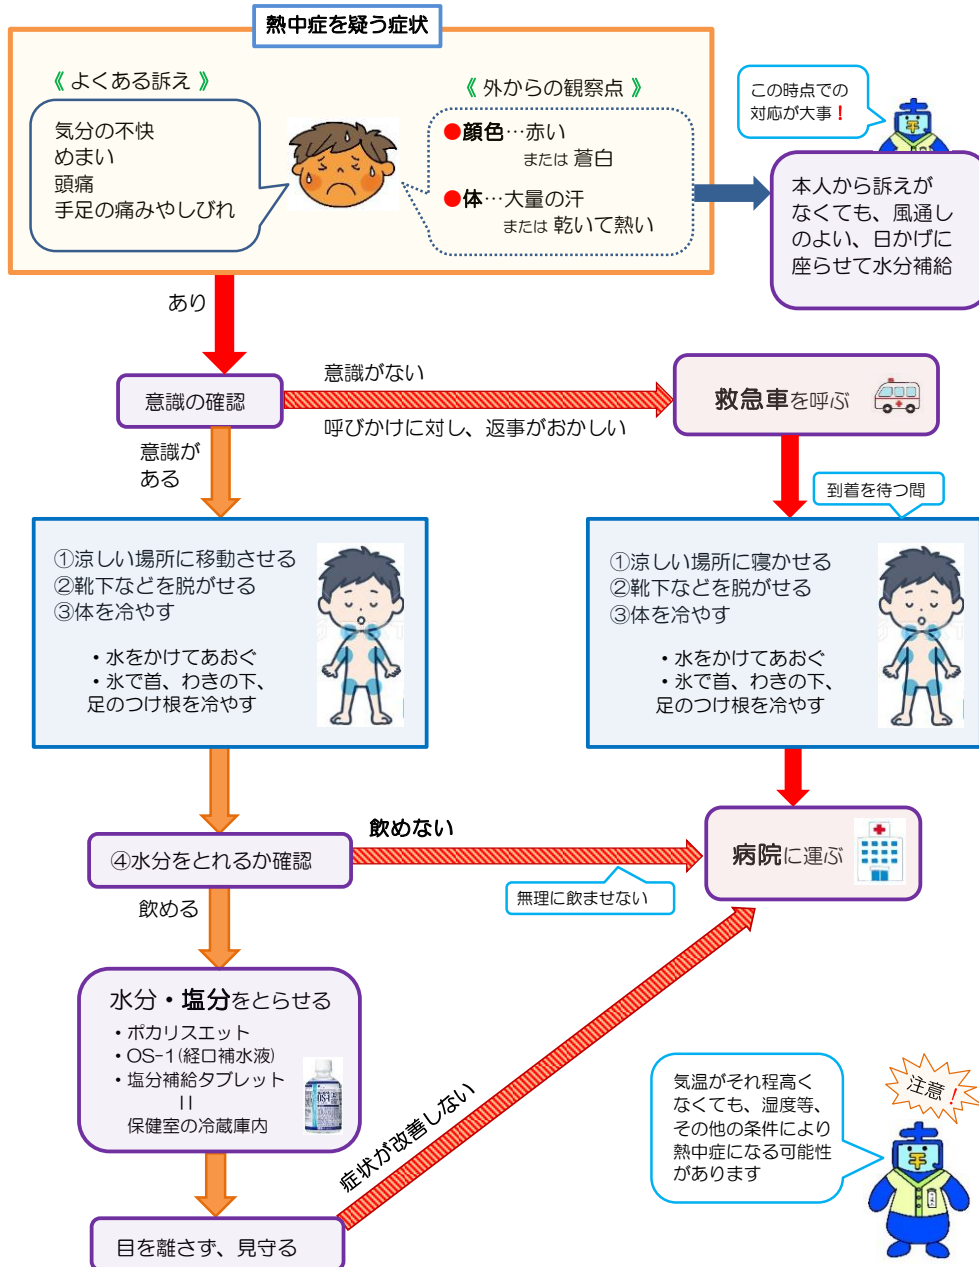 熱中症を疑う症状
《 よくある訴え 》
気分の不快
めまい
頭痛
手足の痛みやしびれ
《 外からの観察点 》
●顔色…赤い
または 蒼白
●体…大量の汗
または 乾いて熱い
この時点での
対応が大事!
本人から訴えが
なくても、風通し
のよい、日かげに
座らせて水分補給
あり
意識の確認
意識がない
呼びかけに対し、返事がおかしい
救急車を呼ぶ
意識が
ある
到着を待つ間
①涼しい場所に移動させる
②靴下などを脱がせる
③体を冷やす
・水をかけてあおぐ
・氷で首、わきの下、
足のつけ根を冷やす
①涼しい場所に寝かせる
②靴下などを脱がせる
③体を冷やす
・水をかけてあおぐ
・氷で首、わきの下、
足のつけ根を冷やす
④水分をとれるか確認
飲めない
無理に飲ませない
病院に運ぶ
飲める
水分・塩分をとらせる
・ポカリスエット
・OS-1(経口補水液)
・塩分補給タブレット
||
保健室の冷蔵庫内
OS-1
症状が改善しない
目を離さず、見守る
気温がそれ程高く
なくても、湿度等、
その他の条件により
熱中症になる可能性
があります
注意!